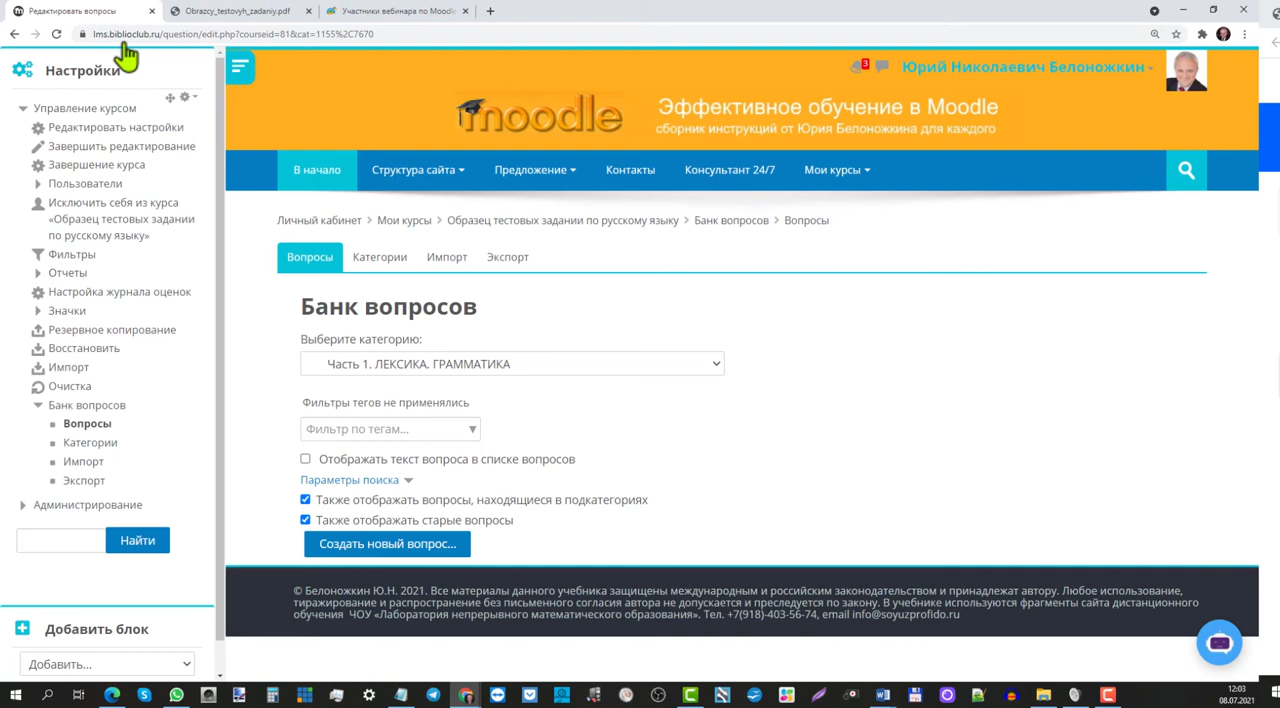 Редактировать вопросы
Obrazcy_testovyh_zadaniy.pdf
Участники вебинара по Moodle
lms.biblioclub.ru/question/edit.php?courseid=81&cat=1155%2C7670
Настройки
Управление курсом
Редактировать настройки
Завершить редактирование
Завершение курса
Пользователи
Исключить себя из курса
«Образец тестовых задании
по русскому языку»
Фильтры
Отчеты
Настройка журнала оценок
Значки
Резервное копирование
Восстановить
Импорт
Очистка
Банк вопросов
Вопросы
Категории
Импорт
Экспорт
Администрирование
Найти
Добавить блок
Добавить...
3
Юрий Николаевич Белоножкин
moodle
Эффективное обучение в Moodle
сборник инструкций от Юрия Белоножкина для каждого
В начало
Структура сайта
Предложение
Контакты
Консультант 24/7
Мои курсы
Личный кабинет
Мои курсы
Образец тестовых задании по русскому языку
Банк вопросов
Вопросы
Вопросы
Категории
Импорт
Экспорт
Банк вопросов
Выберите категорию:
Часть 1. ЛЕКСИКА. ГРАММАТИКА
Фильтры тегов не применялись
Фильтр по тегам...
Отображать текст вопроса в списке вопросов
Параметры поиска
Также отображать вопросы, находящиеся в подкатегориях
Также отображать старые вопросы
Создать новый вопрос...
© Белоножкин Ю.Н. 2021. Все материалы данного учебника защищены международным и российским законодательством и принадлежат автору. Любое использование,
тиражирование и распространение без письменного согласия автора не допускается и преследуется по закону. В учебнике используются фрагменты сайта дистанционного
обучения ЧОУ «Лаборатория непрерывного математического образования». Тел. +7(918)-403-56-74, email info@soyuzprofido.ru
12:03
08.07.2021